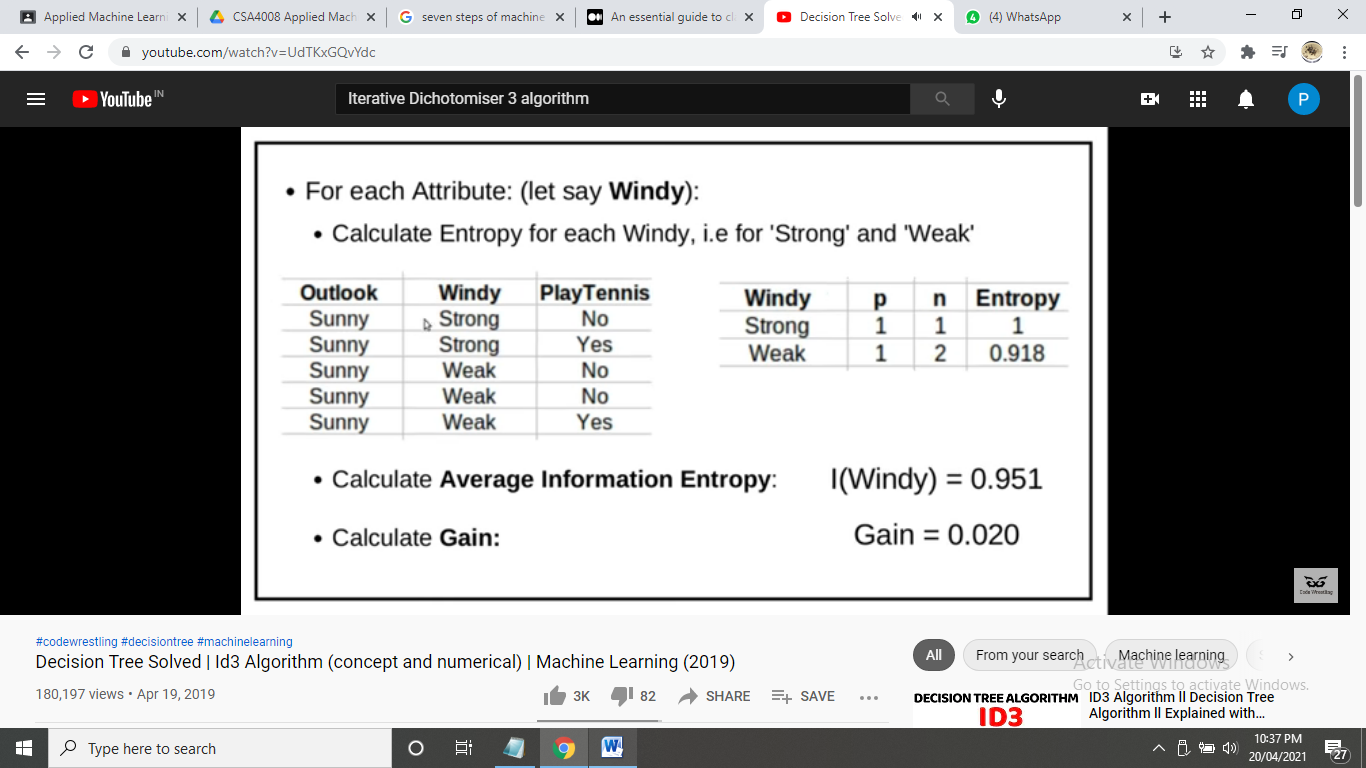 Applied Machine Learni
CSA4008 Applied Mach
seven steps of machine
An essential guide to cl
Decision Tree Solve
(4) WhatsApp
youtube.com/watch?v=UdTKxGQvYdc
YouTube IN
Iterative Dichotomiser 3 algorithm
P
• For each Attribute: (let say Windy):
• Calculate Entropy for each Windy, i.e for 'Strong' and 'Weak'
Outlook Windy PlayTennis
Sunny Strong No
Sunny Strong Yes
Sunny Weak No
Sunny Weak No
Sunny Weak Yes
Windy p n Entropy
Strong 1 1 1
Weak 1 2 0.918
• Calculate Average Information Entropy: I(Windy) = 0.951
• Calculate Gain: Gain = 0.020
Code Wrestling
#codewrestling #decisiontree #machinelearning
Decision Tree Solved | Id3 Algorithm (concept and numerical) | Machine Learning (2019)
180,197 views • Apr 19, 2019
3K 82 SHARE SAVE
All From your search Machine learning
Activate Windows
Go to Settings to activate Windows.
DECISION TREE ALGORITHM
ID3
ID3 Algorithm ll Decision Tree
Algorithm ll Explained with...
Type here to search
10:37 PM
20/04/2021
27